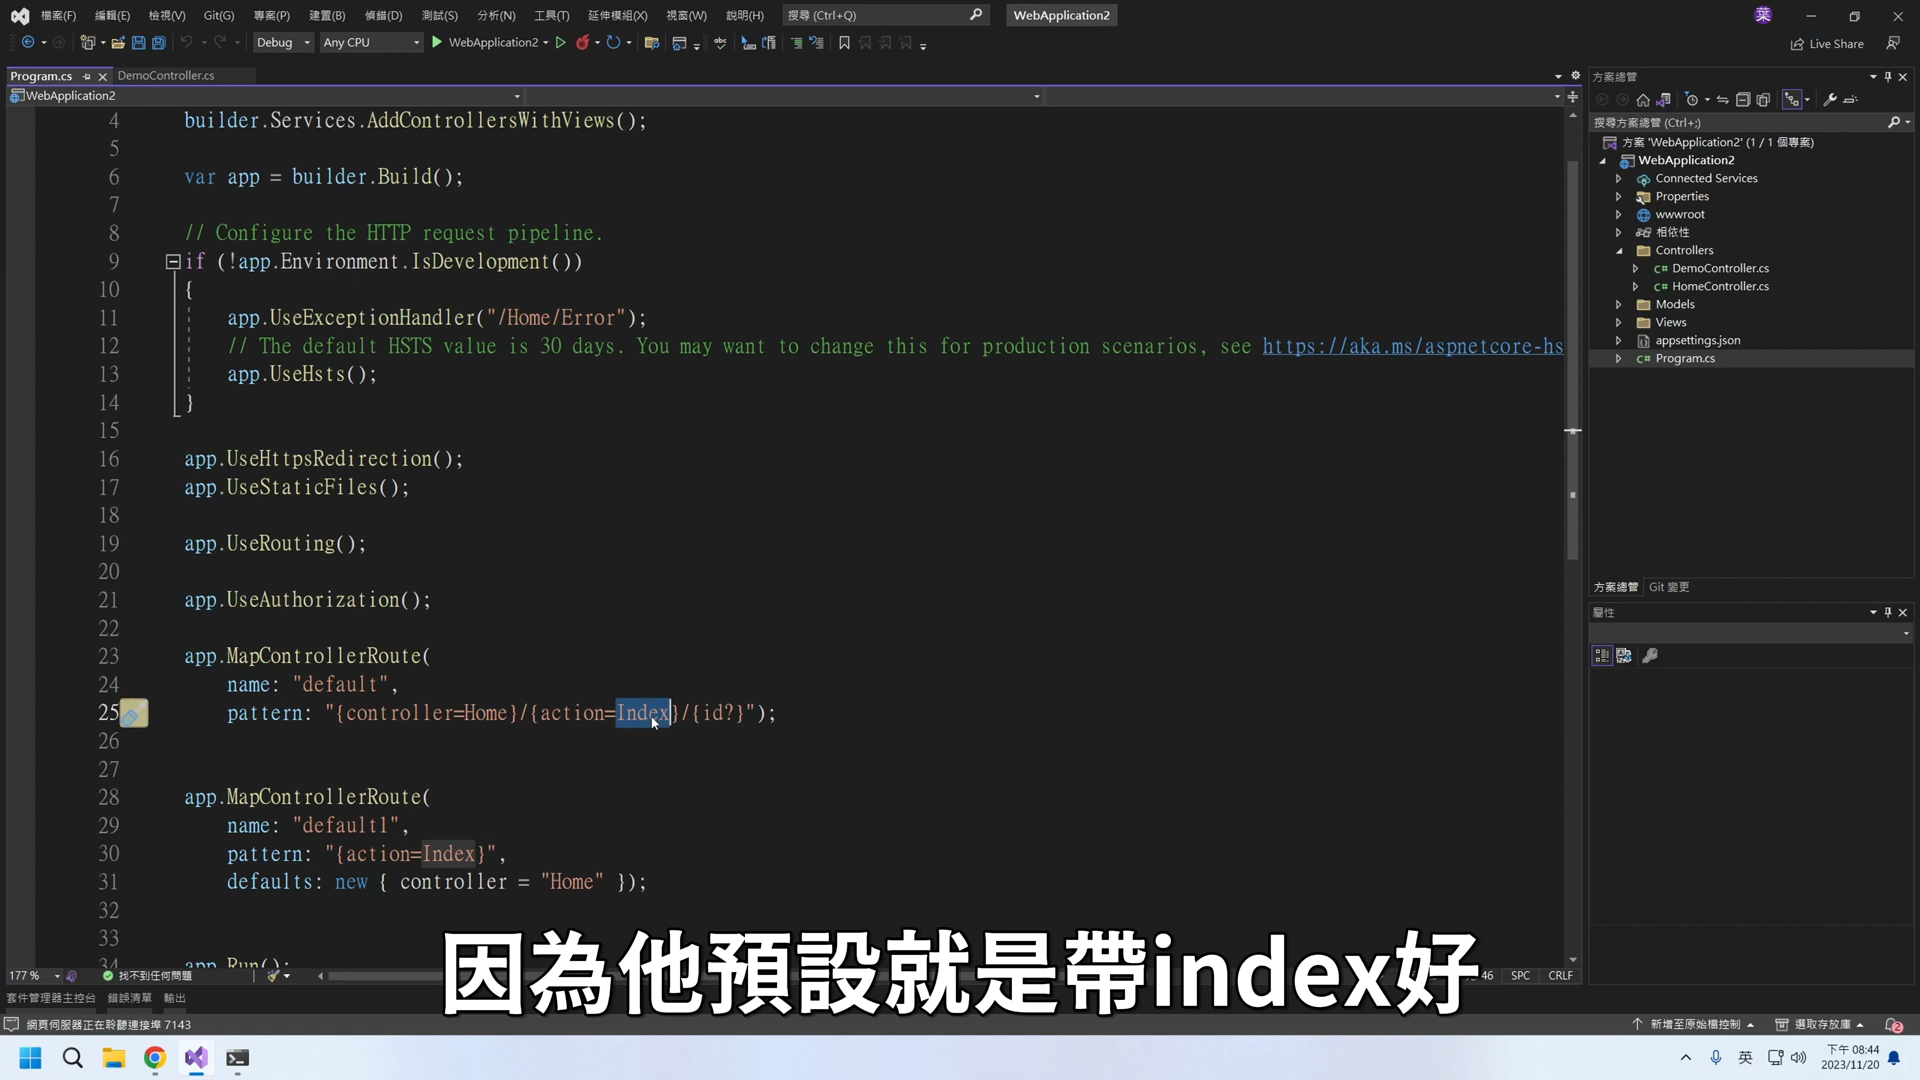 檔案(F) 編輯(E) 檢視(V) Git(G) 專案(P) 建置(B) 偵錯(D) 測試(S) 分析(N) 工具(T) 延伸模組(X) 視窗(W) 說明(H) 搜尋 (Ctrl+Q) WebApplication2 葉
Debug Any CPU WebApplication2 Live Share
Program.cs DemoController.cs
WebApplication2
4 builder.Services.AddControllersWithViews();
5
6 var app = builder.Build();
7
8 // Configure the HTTP request pipeline.
9 if (!app.Environment.IsDevelopment())
10 {
11 app.UseExceptionHandler("/Home/Error");
12 // The default HSTS value is 30 days. You may want to change this for production scenarios, see https://aka.ms/aspnetcore-hs
13 app.UseHsts();
14 }
15
16 app.UseHttpsRedirection();
17 app.UseStaticFiles();
18
19 app.UseRouting();
20
21 app.UseAuthorization();
22
23 app.MapControllerRoute(
24 name: "default",
25 pattern: "{controller=Home}/{action=Index}/{id?}");
26
27
28 app.MapControllerRoute(
29 name: "default1",
30 pattern: "{action=Index}",
31 defaults: new { controller = "Home" });
32
33
34 app.Run();
177 % 找不到任何問題 46 SPC CRLF
套件管理器主控台 錯誤清單 輸出
網頁伺服器正在聆聽連接埠 7143
新增至原始檔控制 選取存放庫 2
方案總管
搜尋方案總管 (Ctrl+;)
方案 'WebApplication2' (1 / 1 個專案)
WebApplication2
Connected Services
Properties
wwwroot
相依性
Controllers
C# DemoController.cs
C# HomeController.cs
Models
Views
appsettings.json
C# Program.cs
方案總管 Git 變更
屬性
因為他預設就是帶index好
英 下午 08:44
2023/11/20